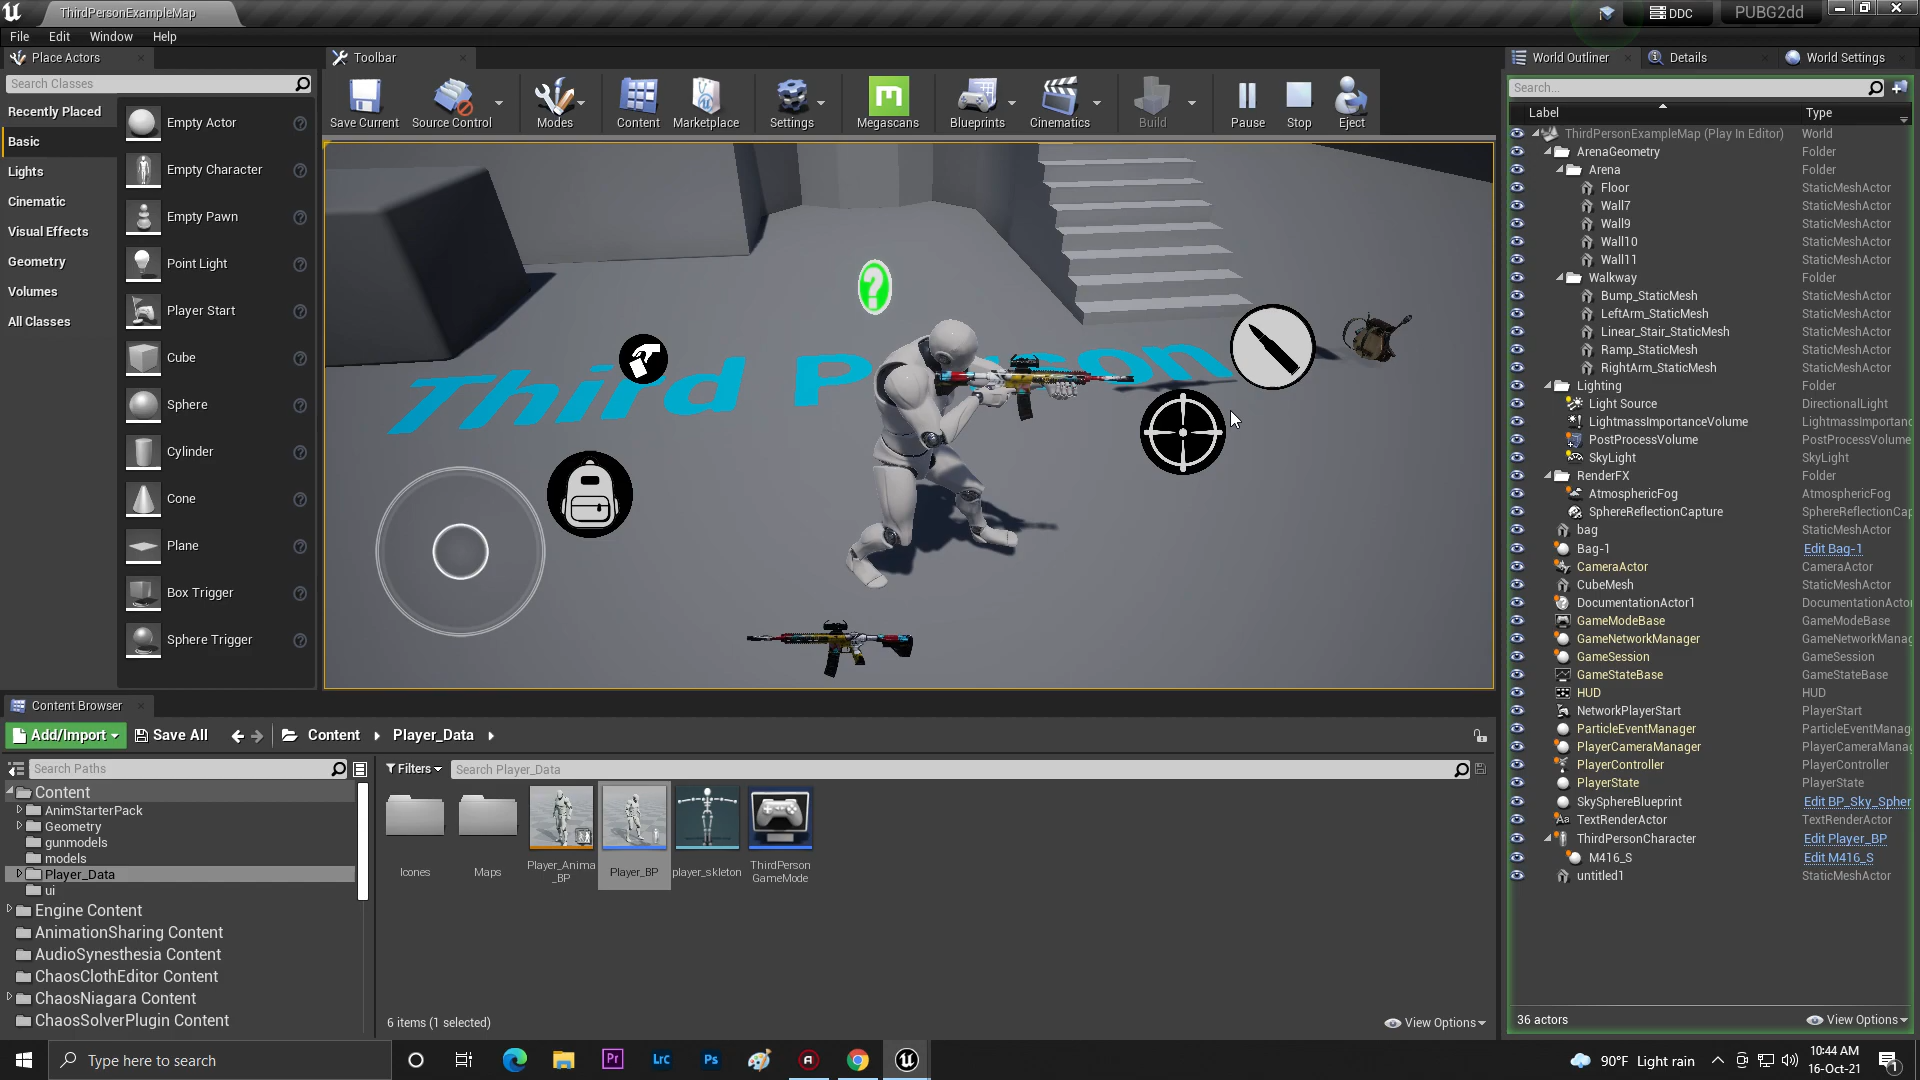 ThirdPersonExampleMap
DDC
PUBG2dd
File Edit Window Help
Place Actors
Search Classes
Recently Placed
Basic
Lights
Cinematic
Visual Effects
Geometry
Volumes
All Classes
Empty Actor
Empty Character
Empty Pawn
Point Light
Player Start
Cube
Sphere
Cylinder
Cone
Plane
Box Trigger
Sphere Trigger
Toolbar
Save Current
Source Control
Modes
Content
Marketplace
Settings
Megascans
Blueprints
Cinematics
Build
Pause
Stop
Eject
?
Third Person
World Outliner
Details
World Settings
Search...
Label Type
ThirdPersonExampleMap (Play In Editor) World
ArenaGeometry Folder
Arena Folder
Floor StaticMeshActor
Wall7 StaticMeshActor
Wall9 StaticMeshActor
Wall10 StaticMeshActor
Wall11 StaticMeshActor
Walkway Folder
Bump_StaticMesh StaticMeshActor
LeftArm_StaticMesh StaticMeshActor
Linear_Stair_StaticMesh StaticMeshActor
Ramp_StaticMesh StaticMeshActor
RightArm_StaticMesh StaticMeshActor
Lighting Folder
Light Source DirectionalLight
LightmassImportanceVolume LightmassImportanc
PostProcessVolume PostProcessVolume
SkyLight SkyLight
RenderFX Folder
AtmosphericFog AtmosphericFog
SphereReflectionCapture SphereReflectionCap
bag StaticMeshActor
Bag-1 Edit Bag-1
CameraActor CameraActor
CubeMesh StaticMeshActor
DocumentationActor1 DocumentationActo
GameModeBase GameModeBase
GameNetworkManager GameNetworkManag
GameSession GameSession
GameStateBase GameStateBase
HUD HUD
NetworkPlayerStart PlayerStart
ParticleEventManager ParticleEventManag
PlayerCameraManager PlayerCameraManag
PlayerController PlayerController
PlayerState PlayerState
SkySphereBlueprint Edit BP_Sky_Spher
TextRenderActor TextRenderActor
ThirdPersonCharacter Edit Player_BP
M416_S Edit M416_S
untitled1 StaticMeshActor
36 actors
View Options
Content Browser
Add/Import Save All Content Player_Data
Search Paths
Content
AnimStarterPack
Geometry
gunmodels
models
Player_Data
ui
Engine Content
AnimationSharing Content
AudioSynesthesia Content
ChaosClothEditor Content
ChaosNiagara Content
ChaosSolverPlugin Content
Filters
Search Player_Data
Icones
Maps
Player_Anima
_BP
Player_BP
player_skleton
ThirdPerson
GameMode
6 items (1 selected)
View Options
Type here to search
Pr
Lrc
Ps
90°F Light rain
10:44 AM
16-Oct-21
1